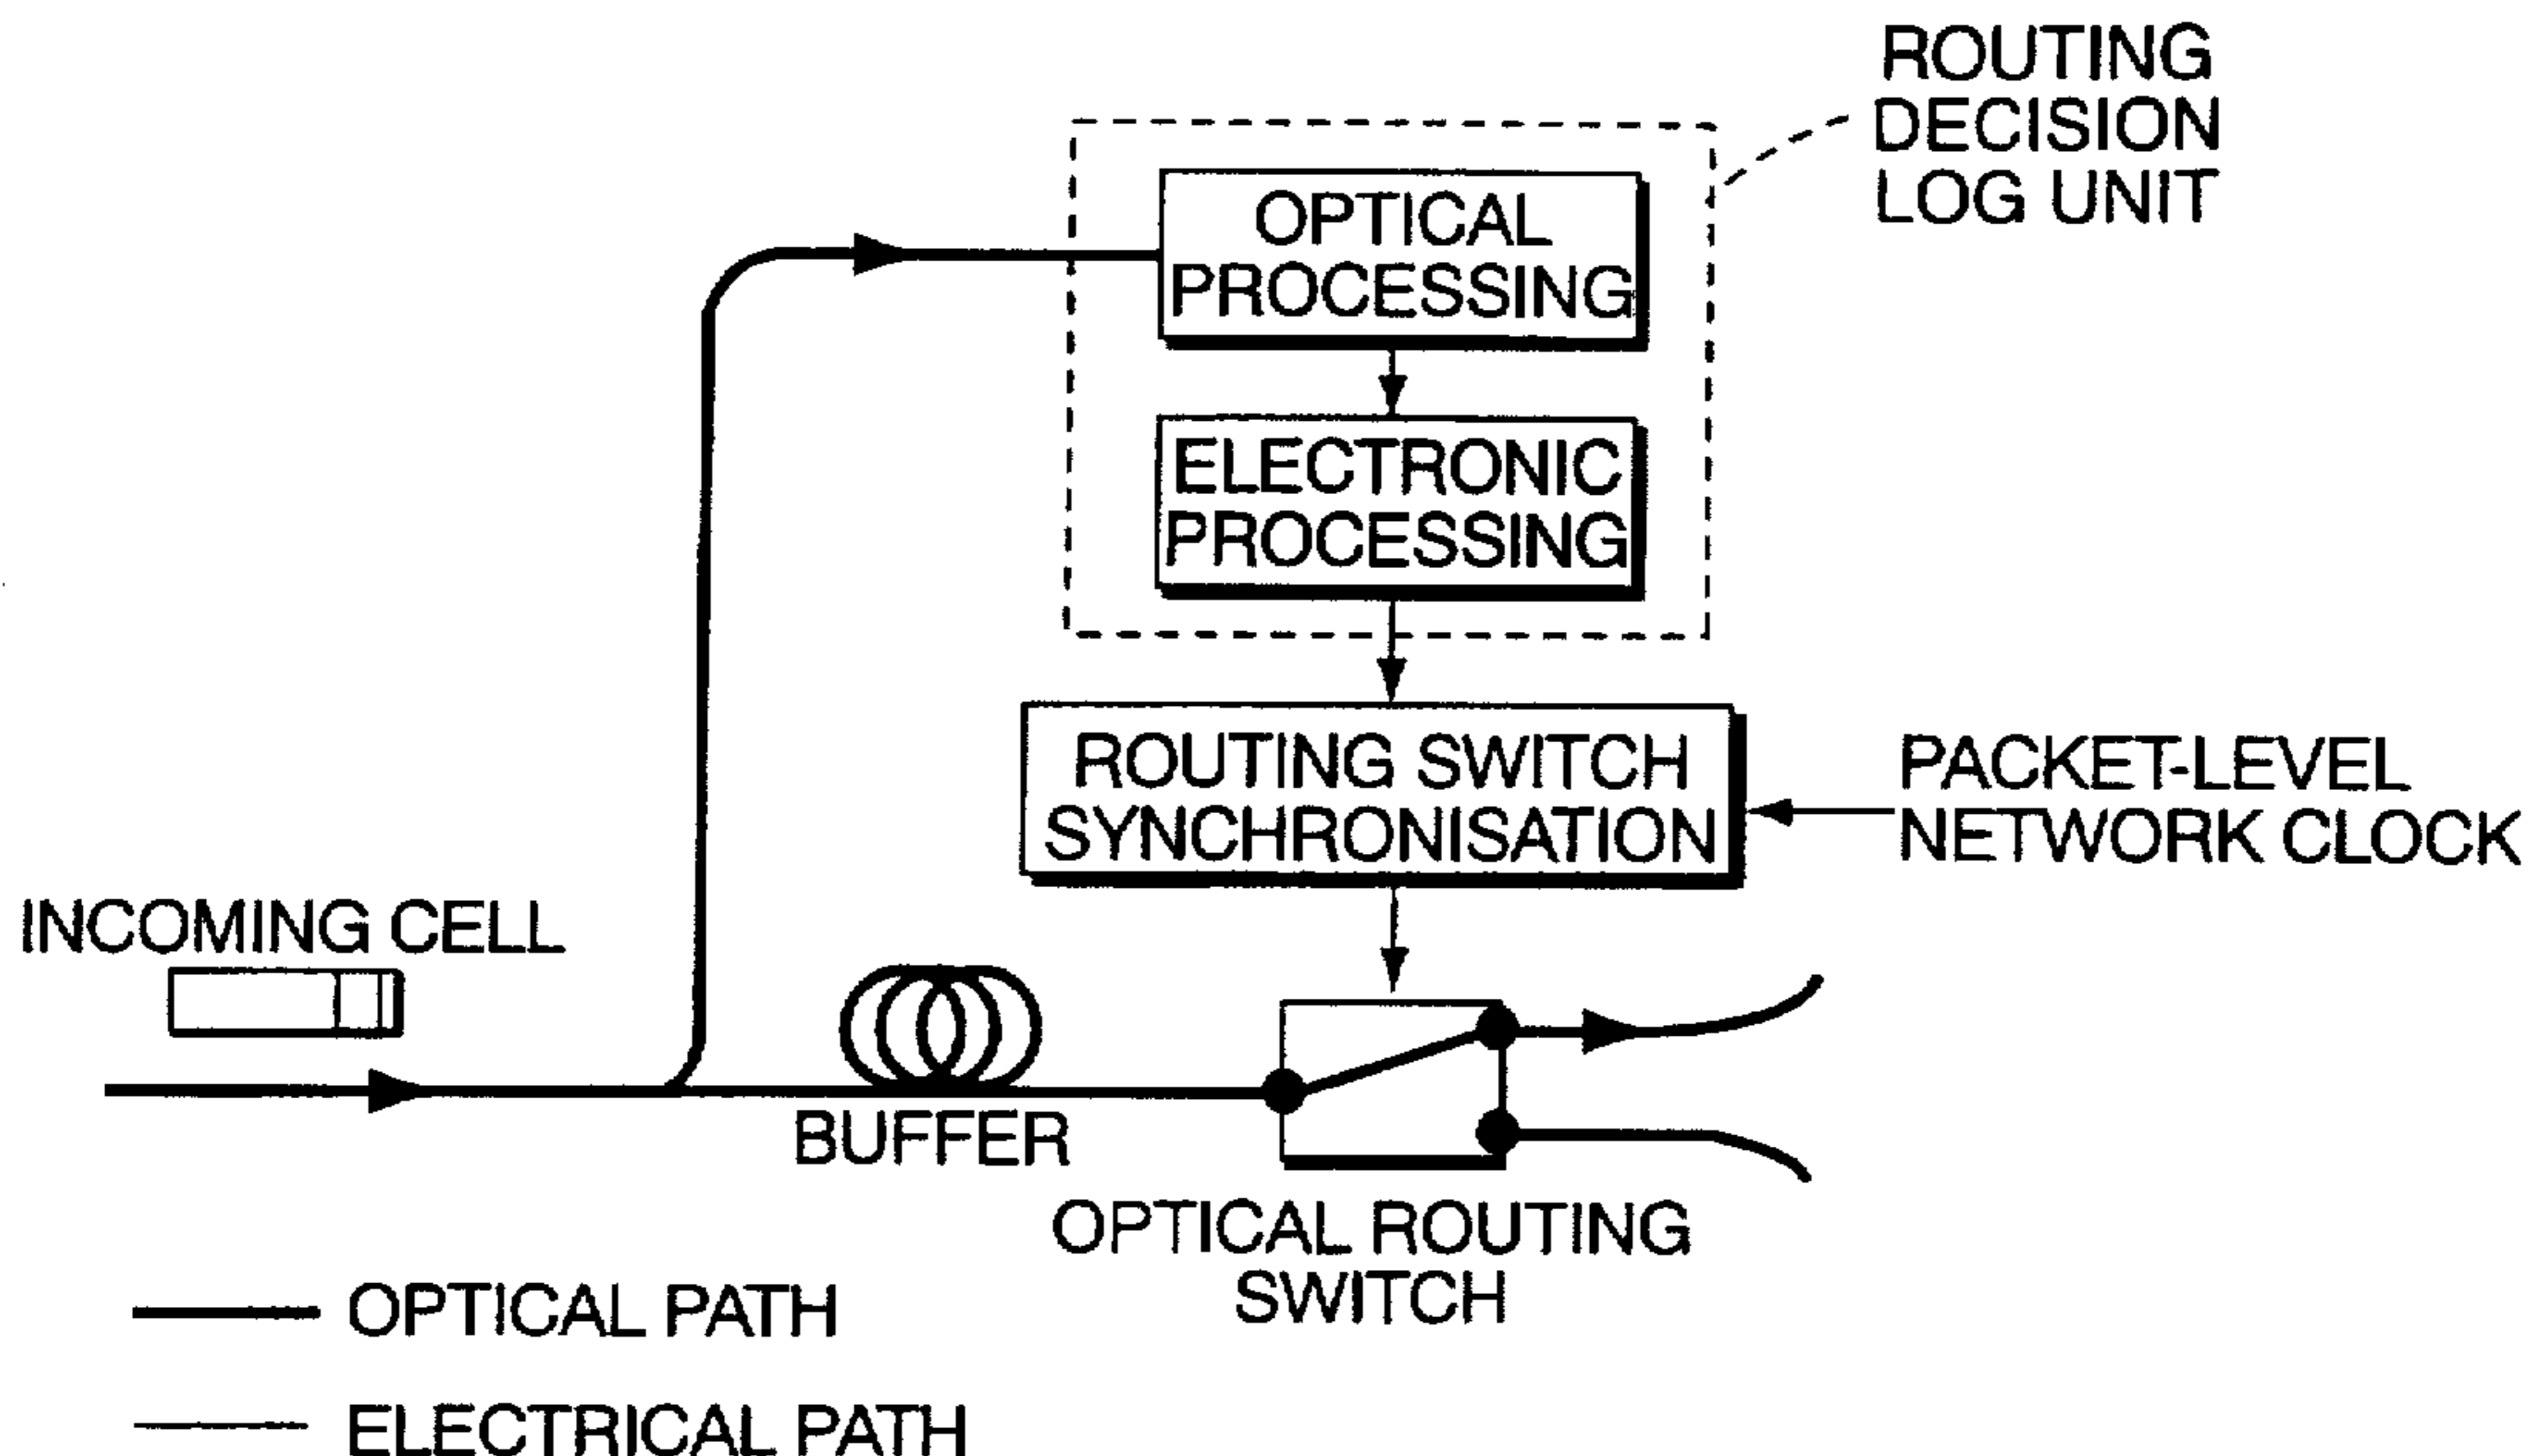 ROUTING
DECISION
LOG UNIT
OPTICAL
PROCESSING
ELECTRONIC
PROCESSING
ROUTING SWITCH
SYNCHRONISATION
PACKET-LEVEL
NETWORK CLOCK
INCOMING CELL
BUFFER
OPTICAL ROUTING
SWITCH
OPTICAL PATH
ELECTRICAL PATH